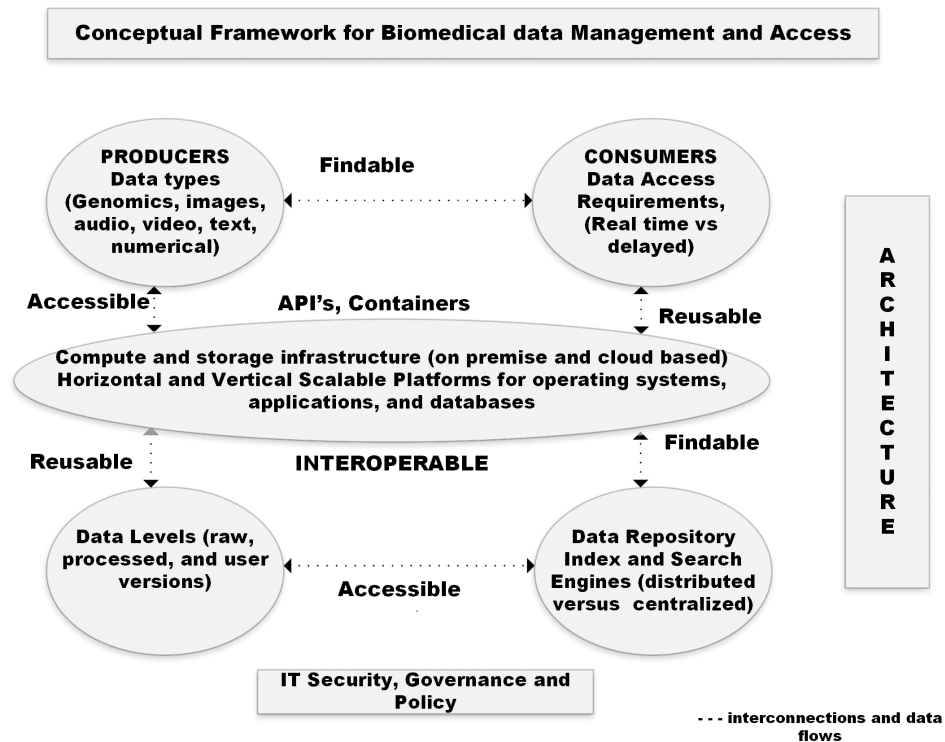 Conceptual Framework for Biomedical data Management and Access
PRODUCERS
Data types
(Genomics, images,
audio, video, text,
numerical)
Findable
CONSUMERS
Data Access
Requirements,
(Real time vs
delayed)
Accessible
API's, Containers
Reusable
Compute and storage infrastructure (on premise and cloud based)
Horizontal and Vertical Scalable Platforms for operating systems,
applications, and databases
Reusable
INTEROPERABLE
Findable
Data Levels (raw,
processed, and user
versions)
Accessible
Data Repository
Index and Search
Engines (distributed
versus centralized)
IT Security, Governance and
Policy
ARCHITECTURE
- - - interconnections and data
flows